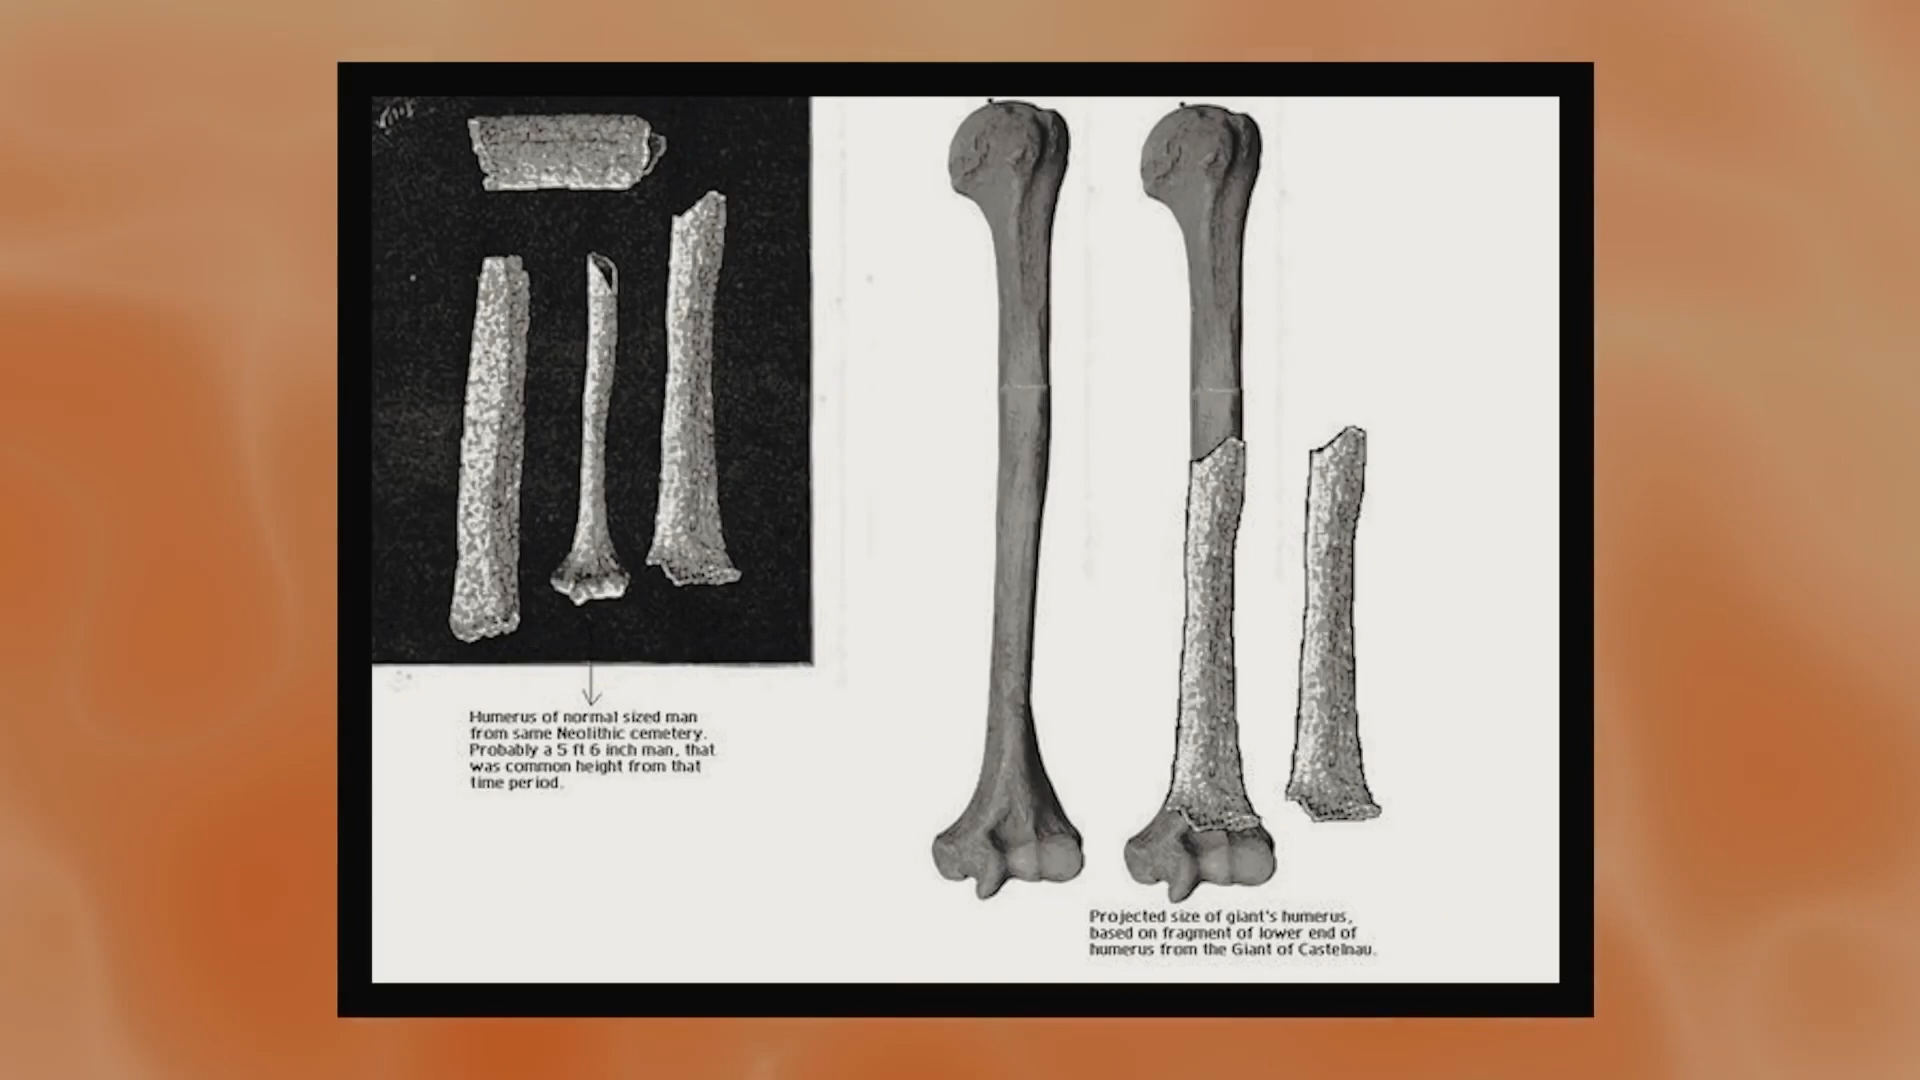 Humerus of normal sized man
from same Neolithic cemetery.
Probably a 5 ft 6 inch man, that
was common height from that
time period.
Projected size of giant's humerus,
based on fragment of lower end of
humerus from the Giant of Castelnau.